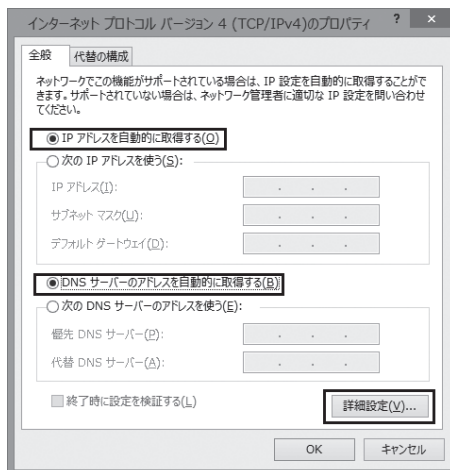 インターネット プロトコル バージョン 4 (TCP/IPv4)のプロパティ
全般
代替の構成
ネットワークでこの機能がサポートされている場合は、IP 設定を自動的に取得することがで
きます。サポートされていない場合は、ネットワーク管理者に適切な IP 設定を問い合わせ
てください。
IP アドレスを自動的に取得する(O)
次の IP アドレスを使う(S):
IP アドレス(I):
サブネット マスク(U):
デフォルト ゲートウェイ(D):
DNS サーバーのアドレスを自動的に取得する(B)
次の DNS サーバーのアドレスを使う(E):
優先 DNS サーバー(P):
代替 DNS サーバー(A):
終了時に設定を検証する(L)
詳細設定(V)...
OK
キャンセル